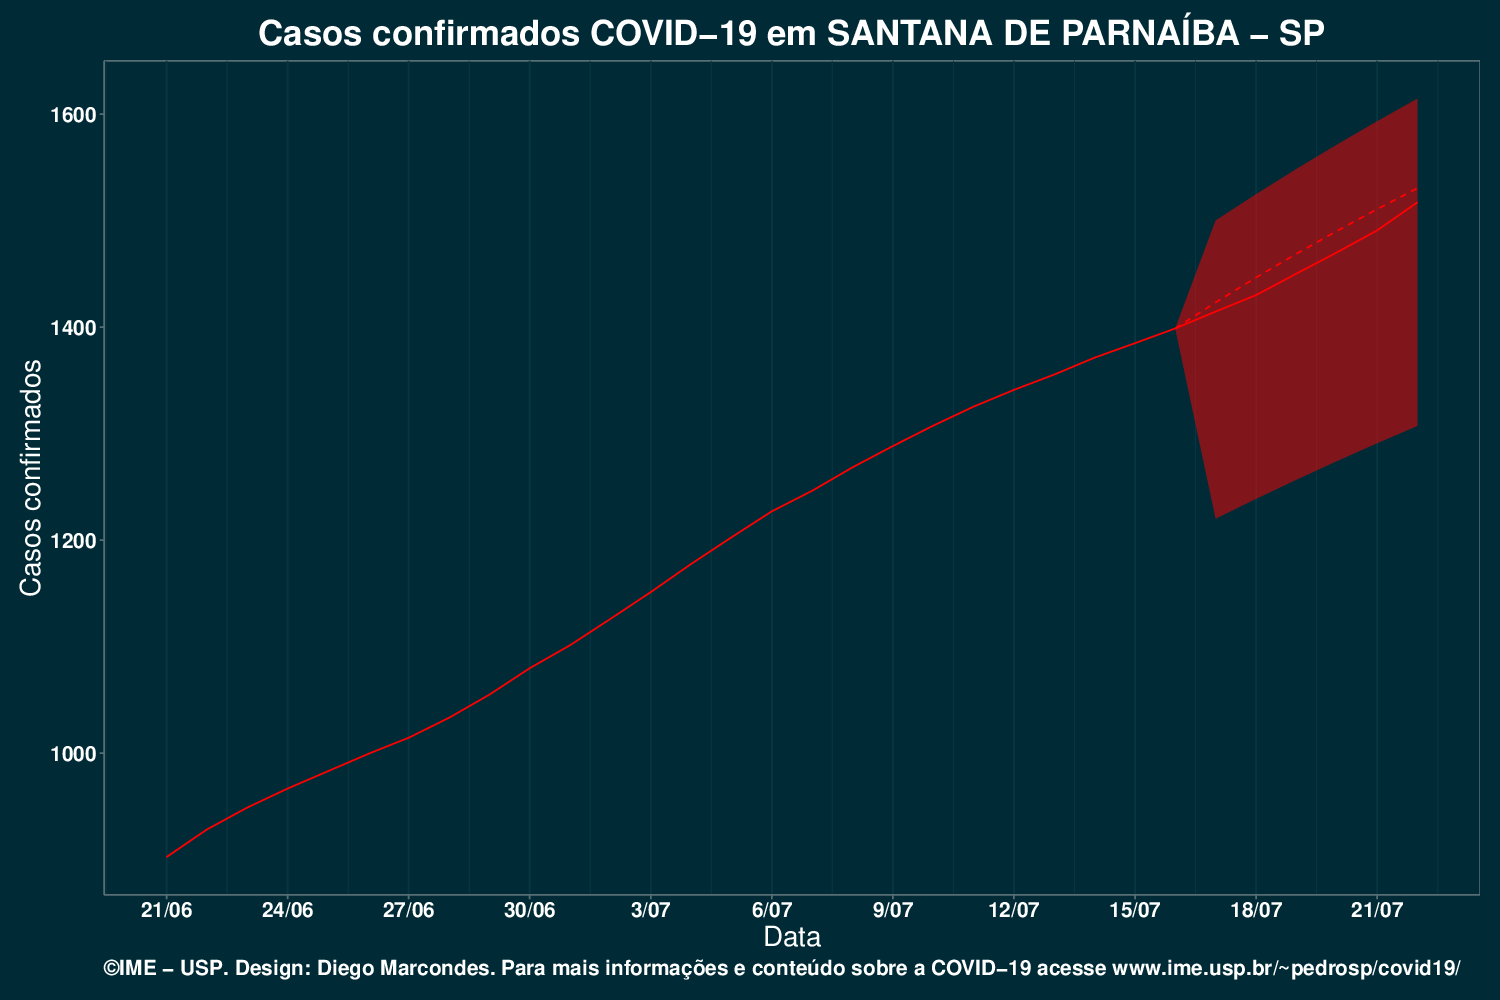 Casos confirmados COVID−19 em SANTANA DE PARNAÍBA − SP
Casos confirmados
1600
1400
1200
1000
21/06 24/06 27/06 30/06 3/07 6/07 9/07 12/07 15/07 18/07 21/07
Data
©IME − USP. Design: Diego Marcondes. Para mais informações e conteúdo sobre a COVID−19 acesse www.ime.usp.br/~pedrosp/covid19/